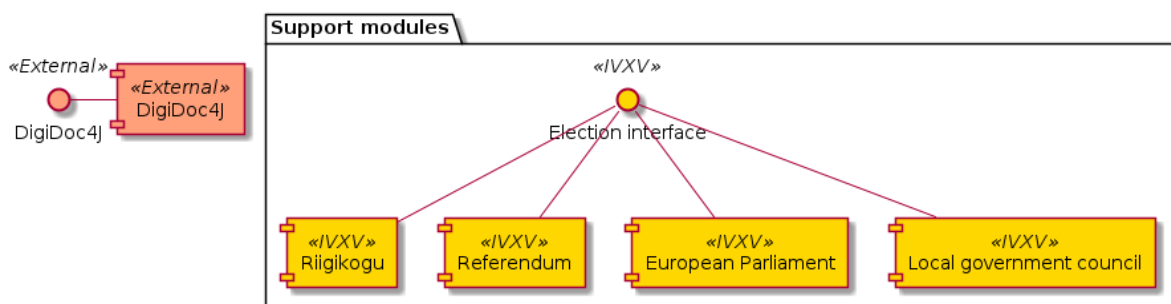 Support modules
«External»
«External»
DigiDoc4J
DigiDoc4J
«IVXV»
Election interface
«IVXV»
Riigikogu
«IVXV»
Referendum
«IVXV»
European Parliament
«IVXV»
Local government council